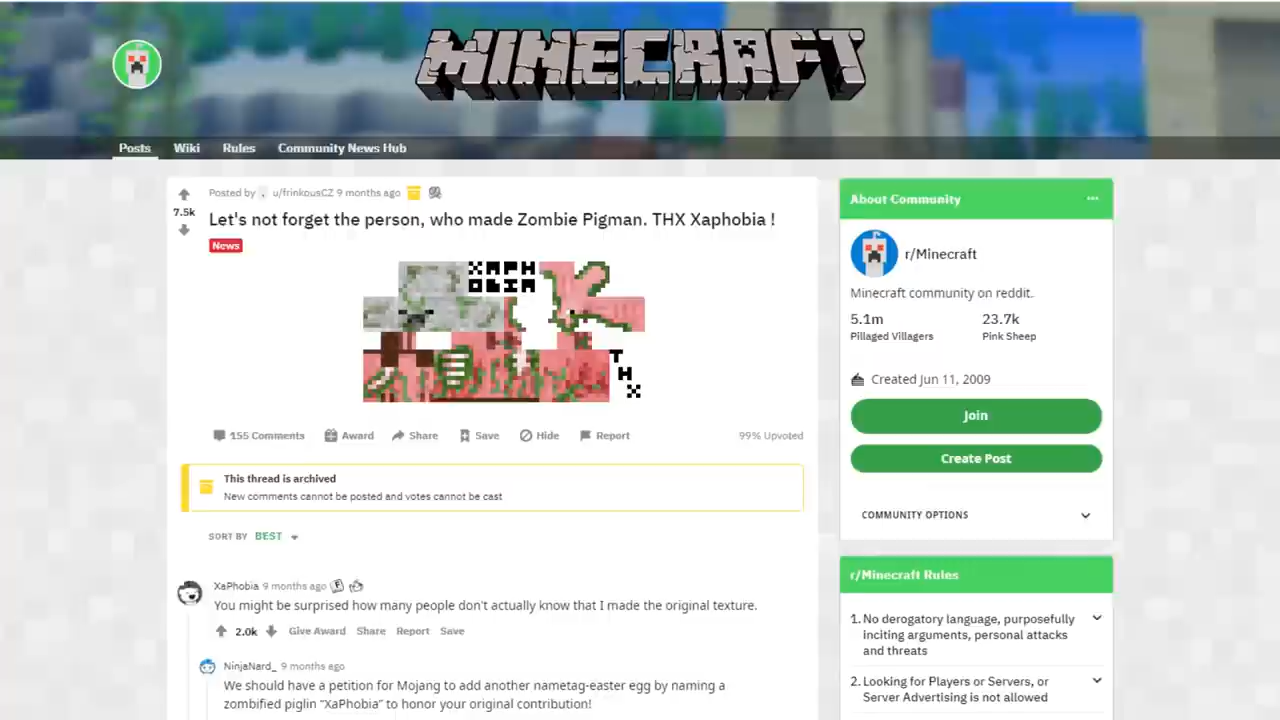 MINECRAFT
Posts Wiki Rules Community News Hub
Posted by u/frinkousCZ 9 months ago
7.5k
Let's not forget the person, who made Zombie Pigman. THX Xaphobia !
News
XAPH
OBIA
T
H
X
155 Comments Award Share Save Hide Report 99% Upvoted
This thread is archived
New comments cannot be posted and votes cannot be cast
SORT BY BEST
XaPhobia 9 months ago
You might be surprised how many people don't actually know that I made the original texture.
2.0k Give Award Share Report Save
NinjaNard_ 9 months ago
We should have a petition for Mojang to add another nametag-easter egg by naming a
zombified piglin "XaPhobia" to honor your original contribution!
About Community
r/Minecraft
Minecraft community on reddit.
5.1m 23.7k
Pillaged Villagers Pink Sheep
Created Jun 11, 2009
Join
Create Post
COMMUNITY OPTIONS
r/Minecraft Rules
1. No derogatory language, purposefully
inciting arguments, personal attacks
and threats
2. Looking for Players or Servers, or
Server Advertising is not allowed